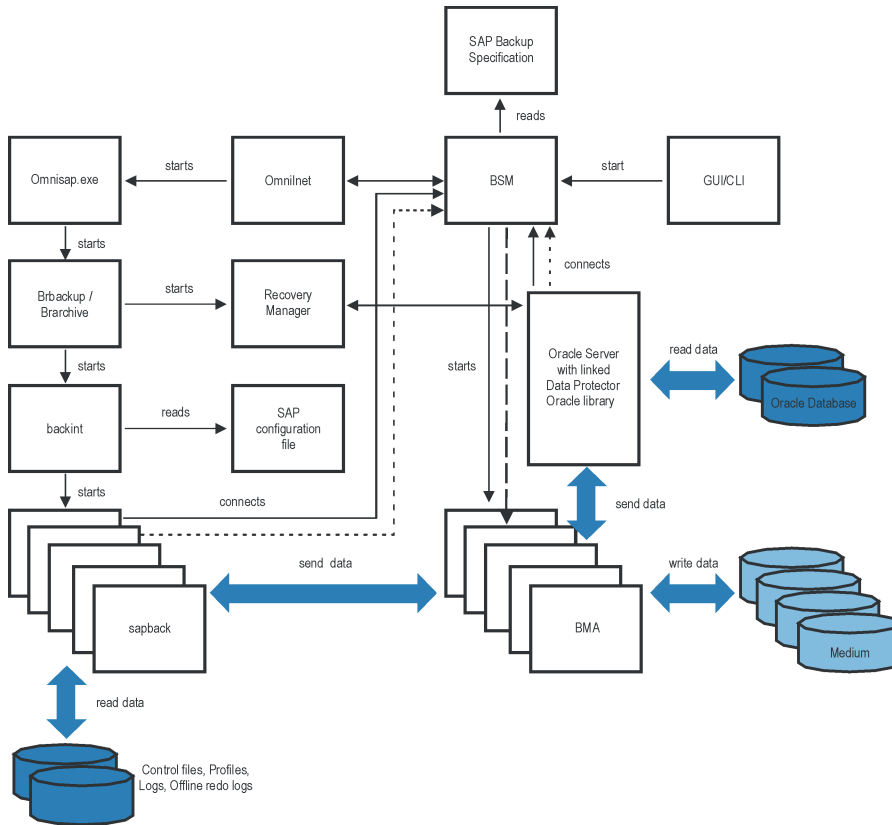 SAP Backup
Specification
reads
Omnisap.exe
starts
OmniInet
BSM
start
GUI/CLI
starts
connects
Brbackup /
Brarchive
starts
Recovery
Manager
Oracle Server
with linked
Data Protector
Oracle library
read data
Oracle Database
starts
starts
backint
reads
SAP
configuration
file
starts
connects
send data
send data
write data
sapback
BMA
Medium
read data
Control files, Profiles,
Logs, Offline redo logs